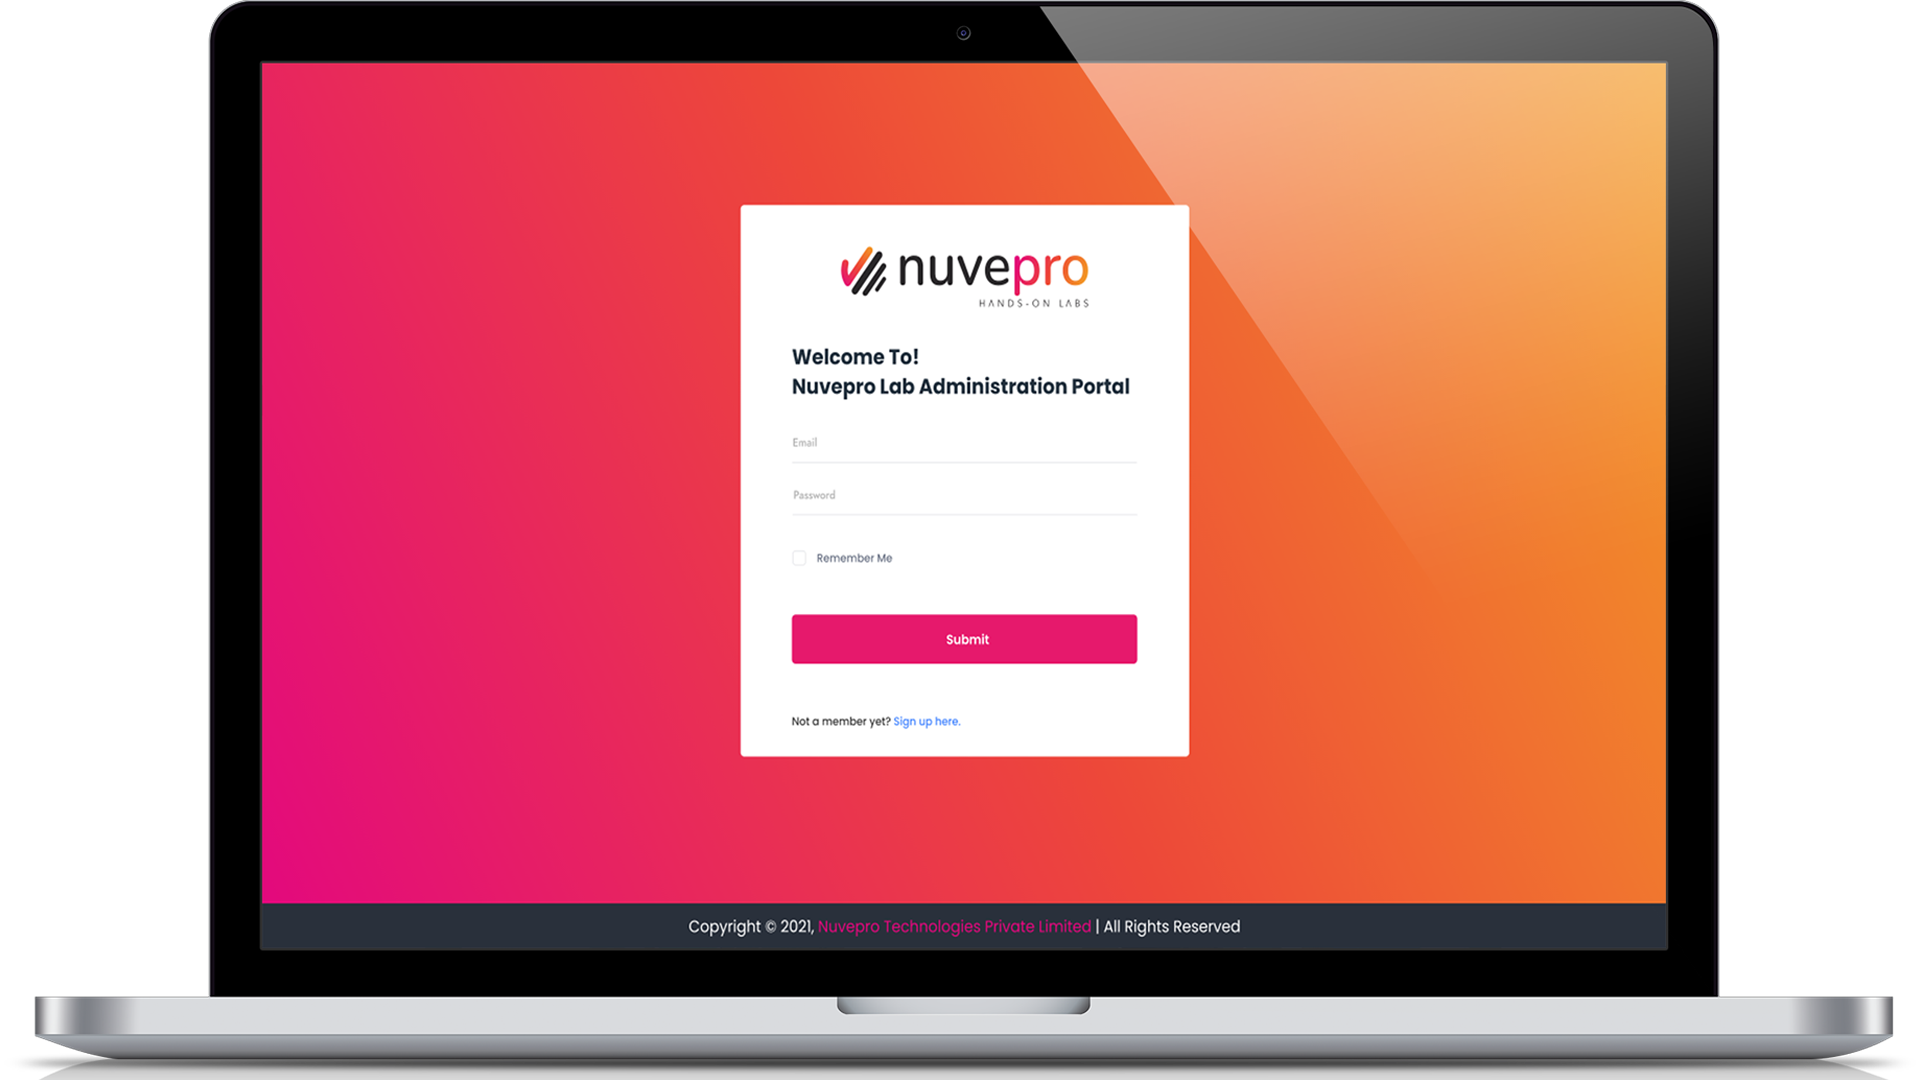 nuvepro
HANDS-ON LABS
Welcome To!
Nuvepro Lab Administration Portal
Email
Password
Remember Me
Submit
Not a member yet? Sign up here.
Copyright © 2021, Nuvepro Technologies Private Limited | All Rights Reserved